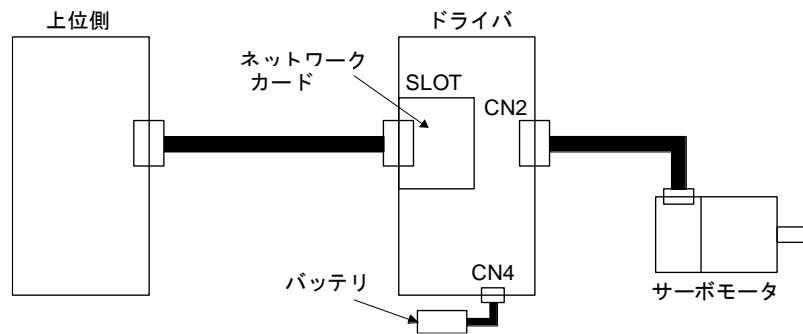 上位側
ドライバ
ネットワーク
カード
SLOT
CN2
CN4
バッテリ
サーボモータ